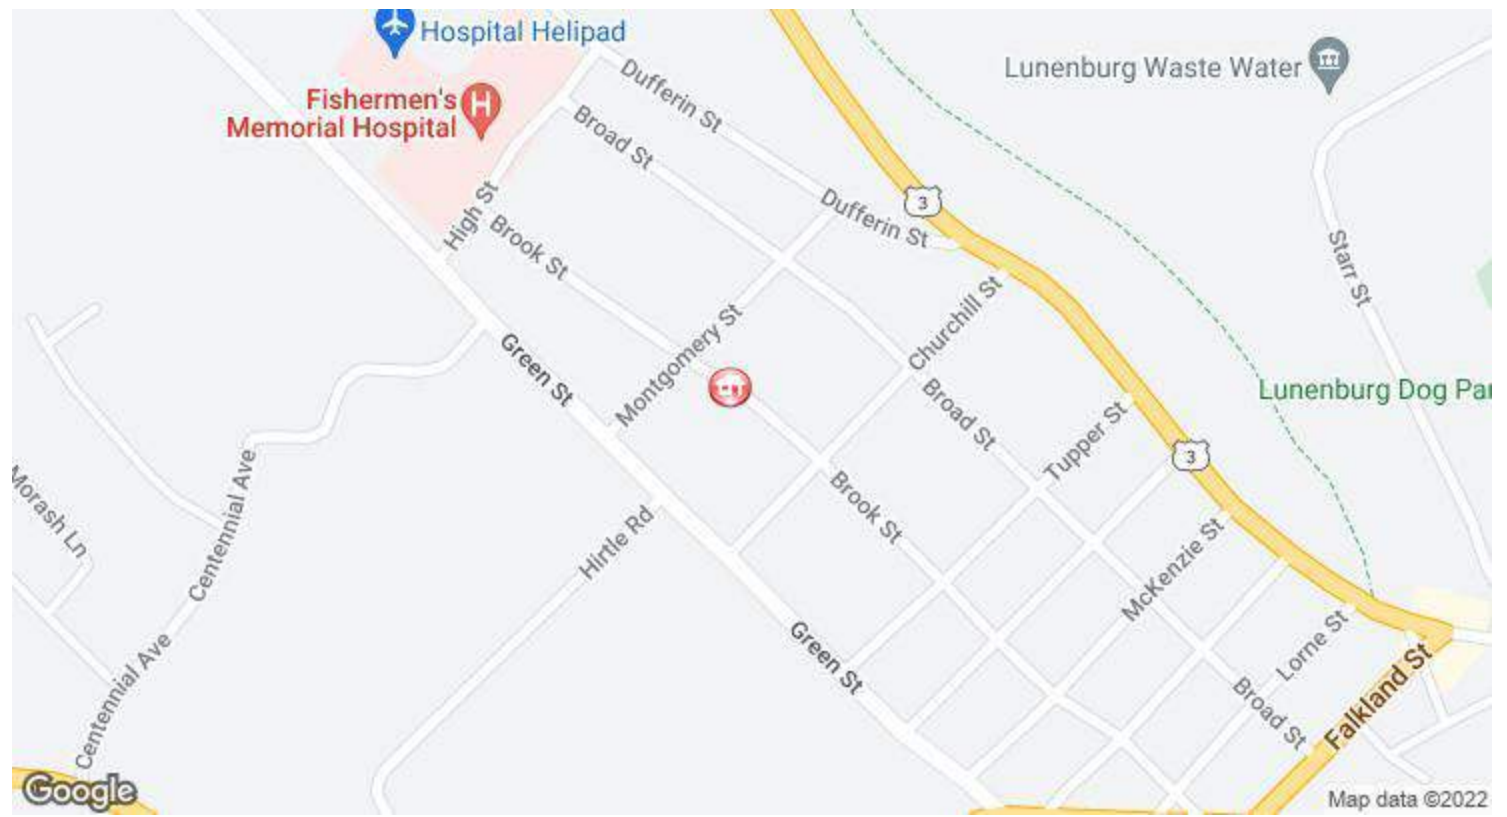 Hospital Helipad
Dufferin St
Lunenburg Waste Water
Fishermen's
Memorial Hospital
H
Broad St
High St
Dufferin St
3
Brook St
Starr St
Churchill St
Montgomery St
Green St
Lunenburg Dog Par
Broad St
Tupper St
3
Morash Ln
Centennial Ave
Brook St
Hirtle Rd
McKenzie St
Green St
Lorne St
Centennial Ave
Broad St
Falkland St
Google
Map data ©2022